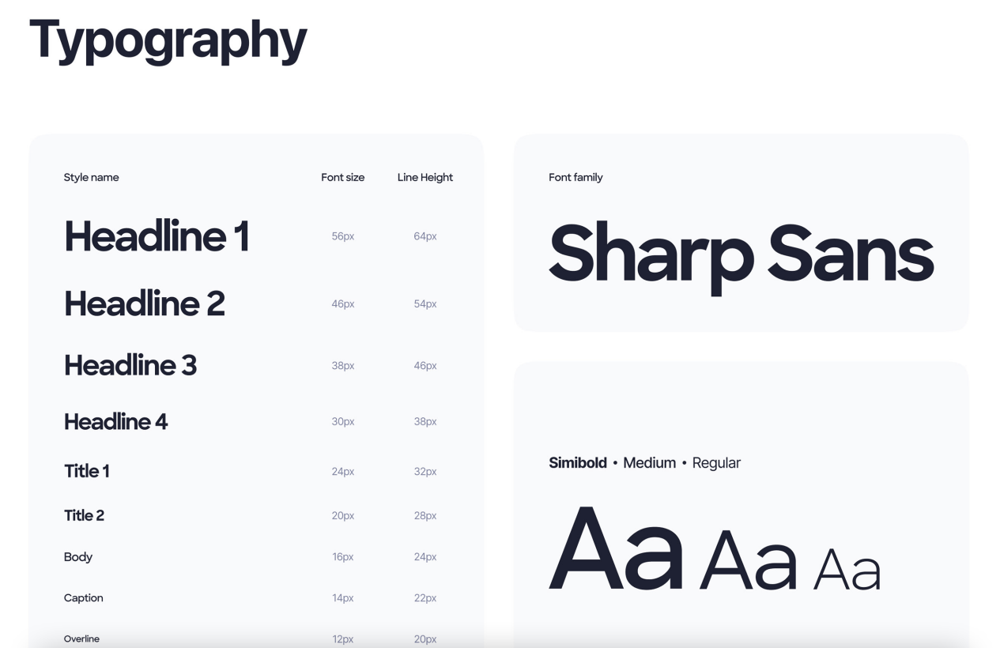 Typography
Style name Font size Line Height
Headline 1 56px 64px
Headline 2 46px 54px
Headline 3 38px 46px
Headline 4 30px 38px
Title 1 24px 32px
Title 2 20px 28px
Body 16px 24px
Caption 14px 22px
Overline 12px 20px
Font family
Sharp Sans
Simibold • Medium • Regular
Aa Aa Aa